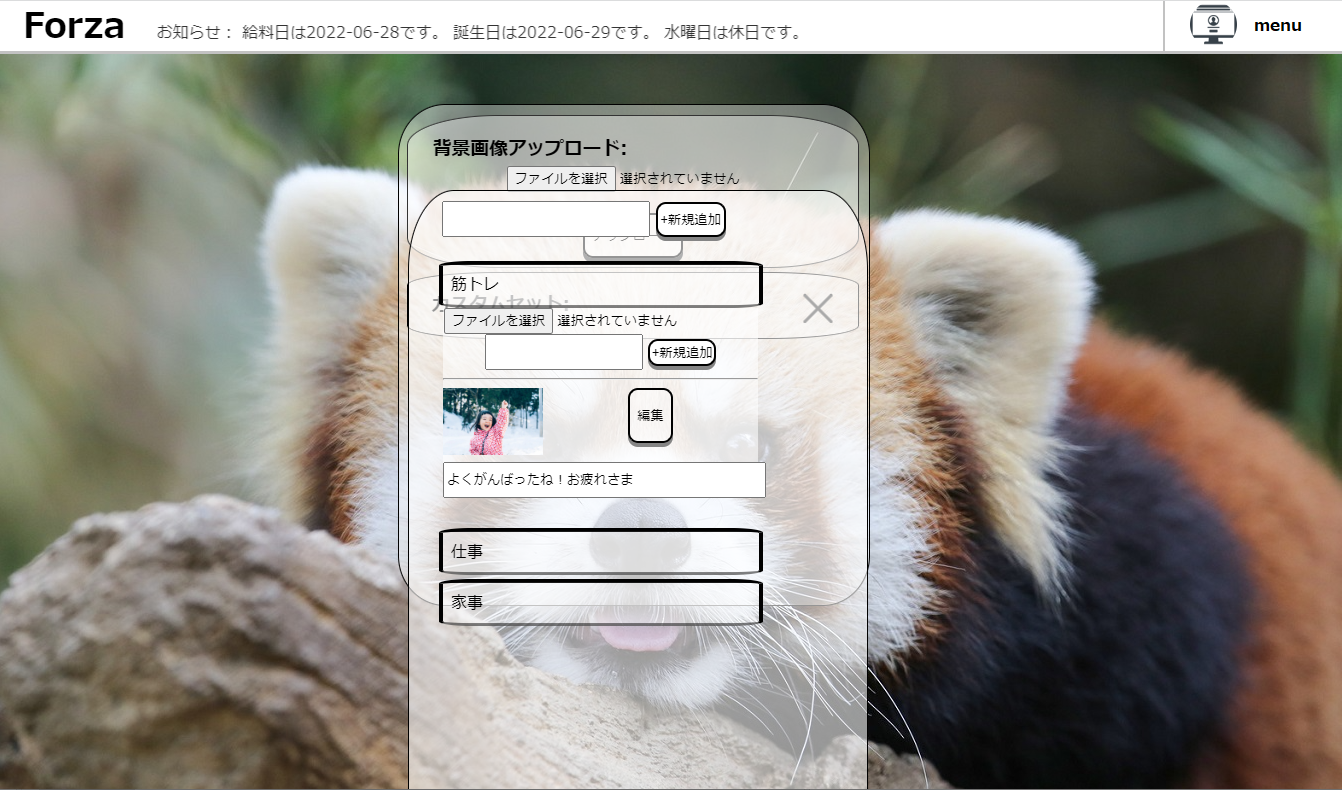 Forza
お知らせ： 給料日は2022-06-28です。 誕生日は2022-06-29です。 水曜日は休日です。
menu
背景画像アップロード:
ファイルを選択 選択されていません
+新規追加
筋トレ
カスタムセット:
ファイルを選択 選択されていません
+新規追加
編集
よくがんばったね！お疲れさま
仕事
家事